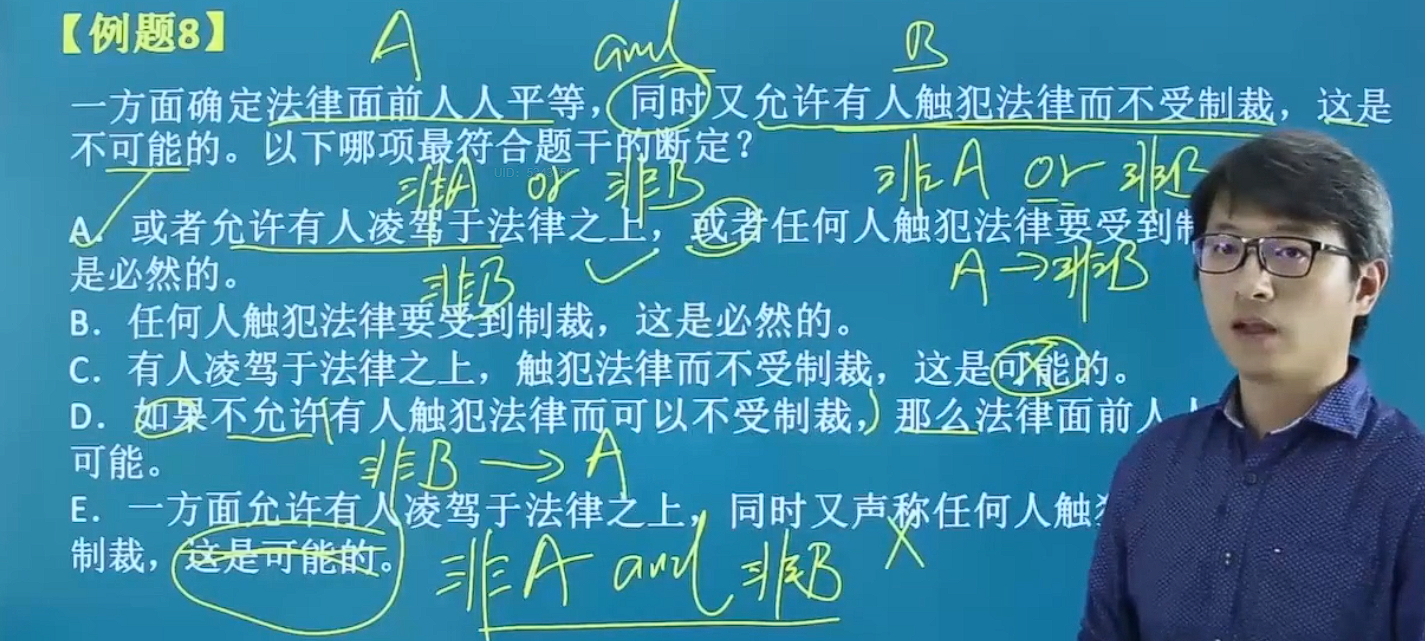 【例题8】
A and B
一方面确定法律面前人人平等，同时又允许有人触犯法律而不受制裁，这是
不可能的。以下哪项最符合题干的断定？
非A or 非B 非A or 非B
A. 或者允许有人凌驾于法律之上，或者任何人触犯法律要受到制
是必然的。
非B A→非B
B. 任何人触犯法律要受到制裁，这是必然的。
C. 有人凌驾于法律之上，触犯法律而不受制裁，这是可能的。
D. 如果不允许有人触犯法律而可以不受制裁，那么法律面前人
可能。
非B → A
E. 一方面允许有人凌驾于法律之上，同时又声称任何人触
制裁，这是可能的。
非A and 非B X